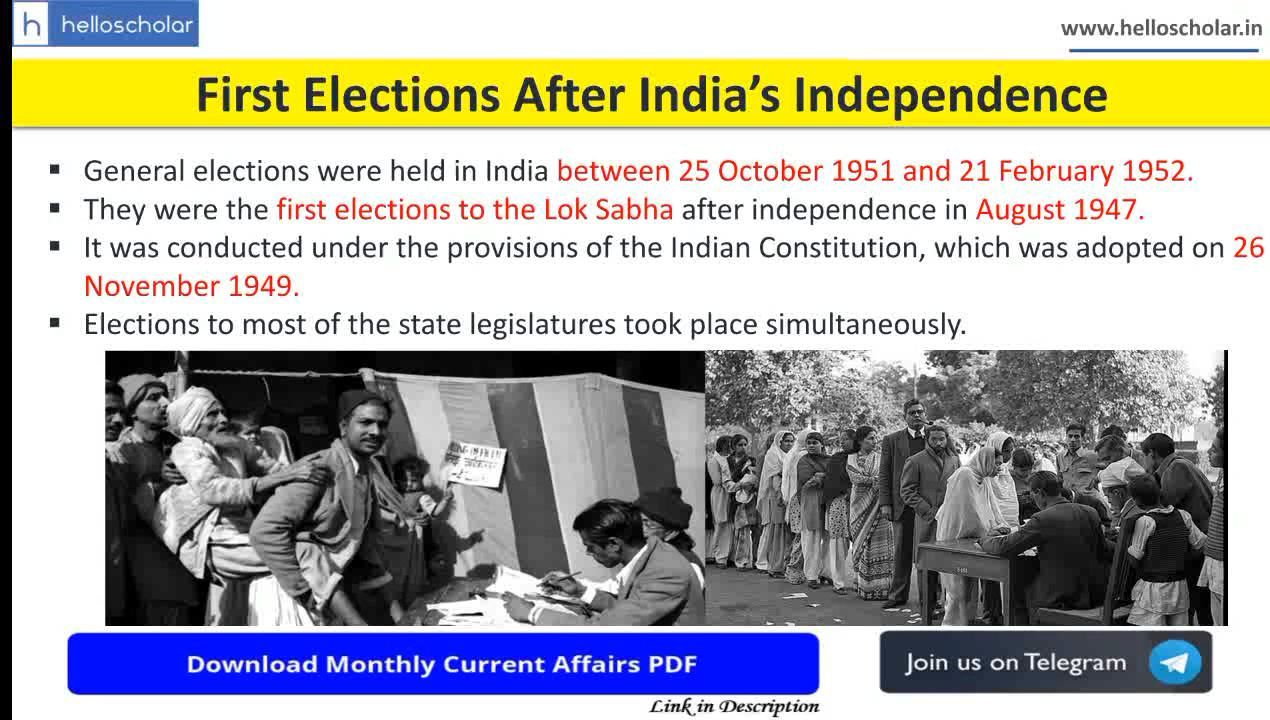 h helloscholar
www.helloscholar.in
First Elections After India’s Independence
▪ General elections were held in India between 25 October 1951 and 21 February 1952.
▪ They were the first elections to the Lok Sabha after independence in August 1947.
▪ It was conducted under the provisions of the Indian Constitution, which was adopted on 26
November 1949.
▪ Elections to most of the state legislatures took place simultaneously.
Download Monthly Current Affairs PDF
Join us on Telegram
Link in Description